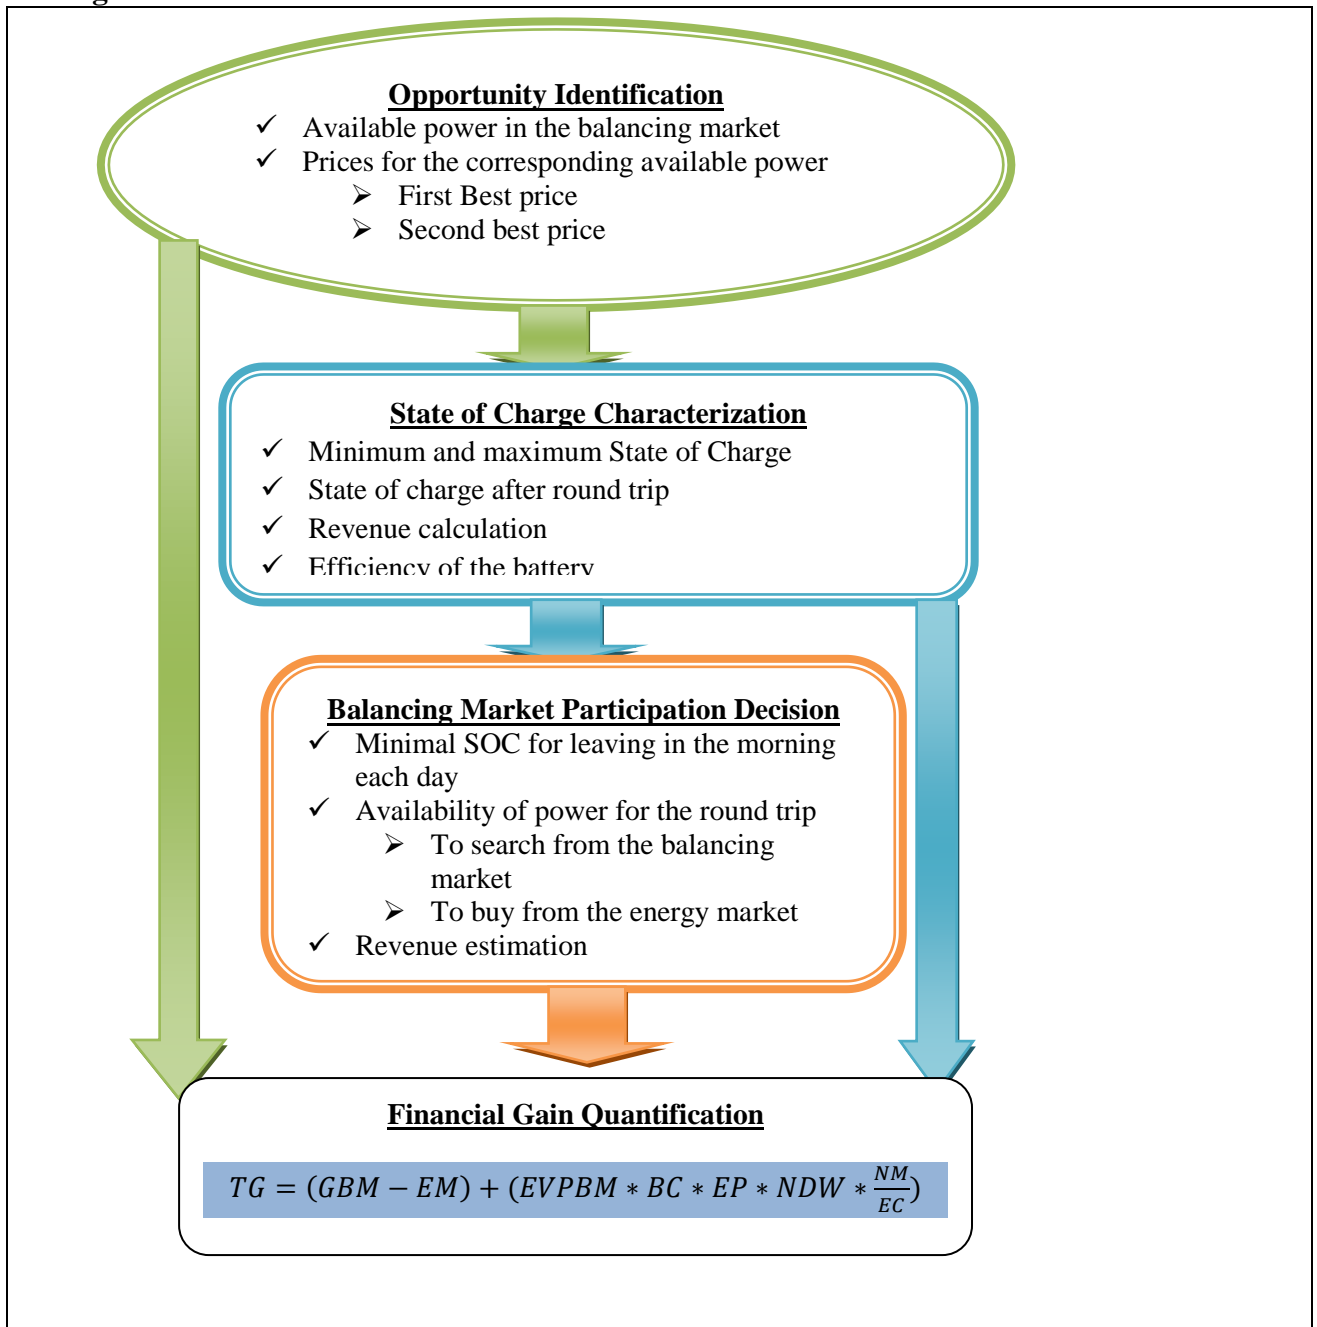 Opportunity Identification
✓ Available power in the balancing market
✓ Prices for the corresponding available power
➢ First Best price
➢ Second best price
State of Charge Characterization
✓ Minimum and maximum State of Charge
✓ State of charge after round trip
✓ Revenue calculation
✓ Efficiency of the battery
Balancing Market Participation Decision
✓ Minimal SOC for leaving in the morning
each day
✓ Availability of power for the round trip
➢ To search from the balancing
market
➢ To buy from the energy market
✓ Revenue estimation
Financial Gain Quantification
TG = (GBM − EM) + (EVPBM * BC * EP * NDW * NM/EC)